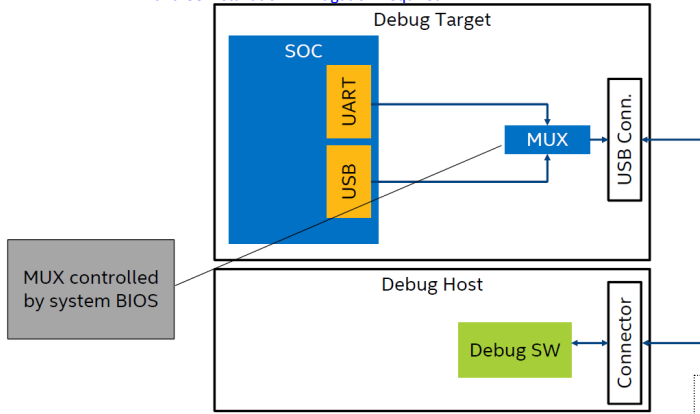 Debug Target
SOC
UART
MUX
USB Conn.
USB
MUX controlled
by system BIOS
Debug Host
Debug SW
Connector